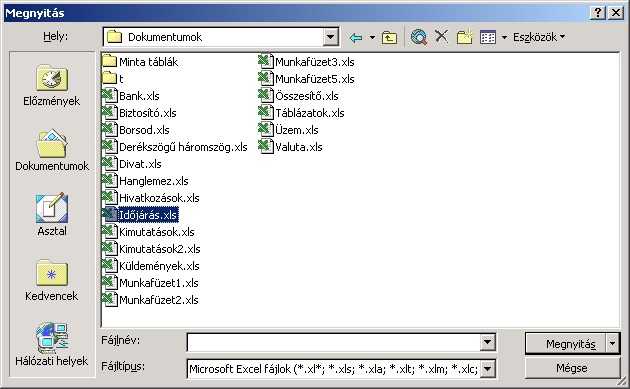 Megnyitás
Hely:
Dokumentumok
Eszközök
Előzmények
Dokumentumok
Asztal
Kedvencek
Hálózati helyek
Minta táblák
t
Bank.xls
Biztosító.xls
Borsod.xls
Derékszögű háromszög.xls
Divat.xls
Hanglemez.xls
Hivatkozások.xls
Időjárás.xls
Kimutatások.xls
Kimutatások2.xls
Küldemények.xls
Munkafüzet1.xls
Munkafüzet2.xls
Munkafüzet3.xls
Munkafüzet5.xls
Összesítő.xls
Táblázatok.xls
Üzem.xls
Valuta.xls
Fájlnév:
Megnyitás
Fájltípus:
Microsoft Excel fájlok (*.xl*; *.xls; *.xla; *.xlt; *.xlm; *.xlc;
Mégse